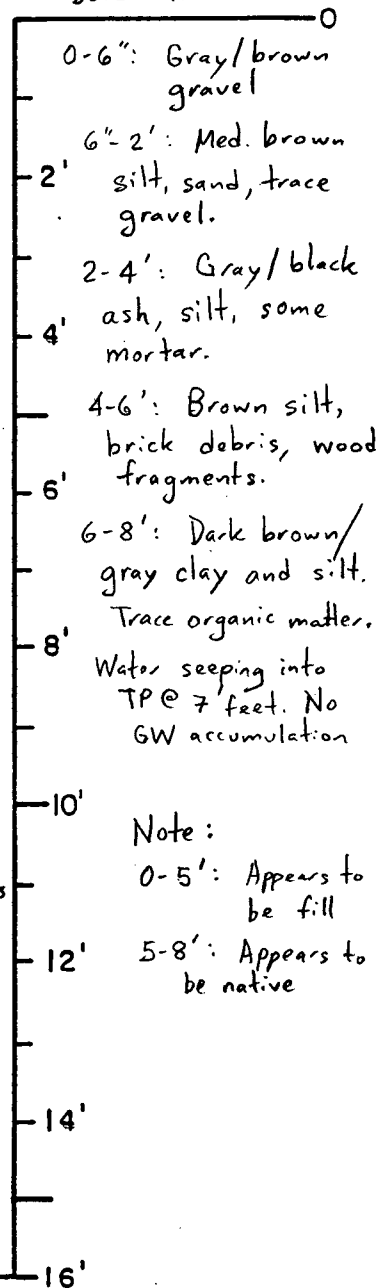 0
0-6": Gray/brown
gravel
6"-2': Med. brown
2'
silt, sand, trace
gravel.
2-4': Gray/black
ash, silt, some
4'
mortar.
4-6': Brown silt,
brick debris, wood
fragments.
6'
6-8': Dark brown/
gray clay and silt.
Trace organic matter.
8'
Water seeping into
TP @ 7 feet. No
GW accumulation
10'
Note:
0-5': Appears to
be fill
12'
5-8': Appears to
be native
14'
16'